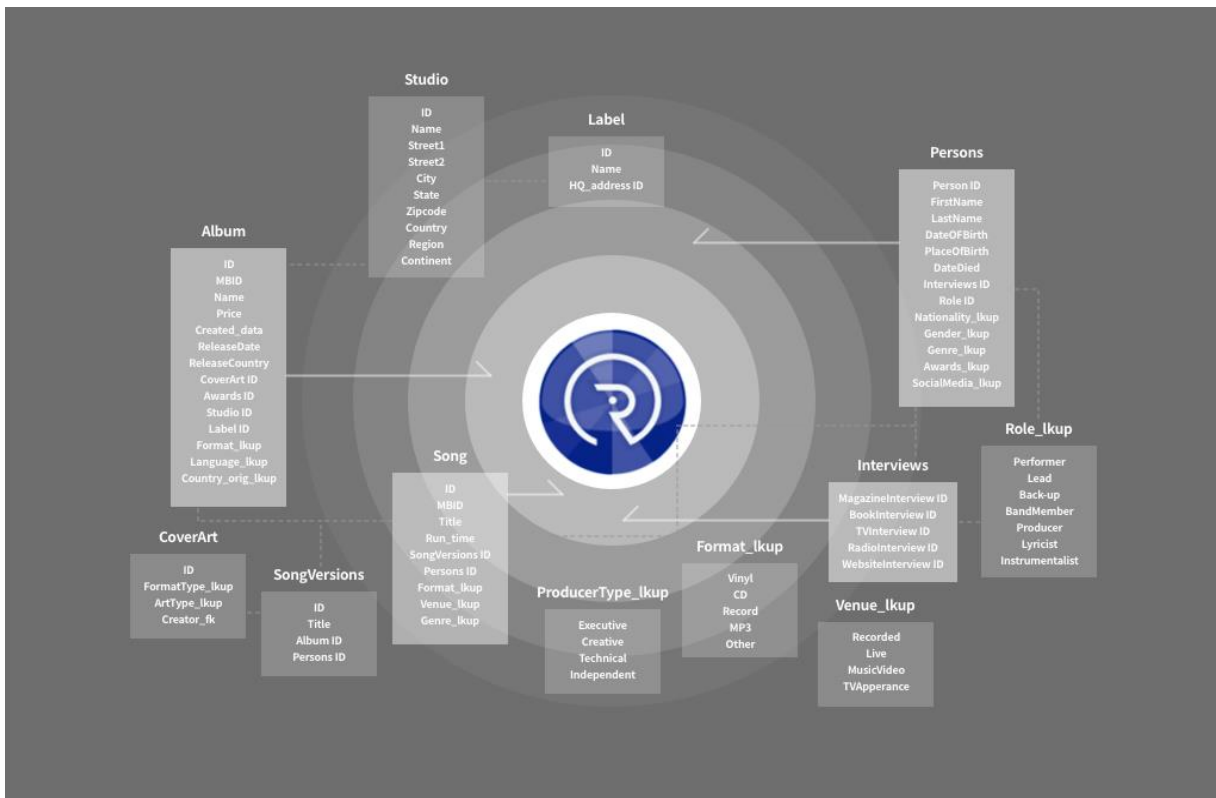 Studio
ID
Name
Street1
Street2
City
State
Zipcode
Country
Region
Continent
Label
ID
Name
HQ_address ID
Persons
Person ID
FirstName
LastName
DateOFBirth
PlaceOfBirth
DateDied
Interviews ID
Role ID
Nationality_lkup
Gender_lkup
Genre_lkup
Awards_lkup
SocialMedia_lkup
Album
ID
MBID
Name
Price
Created_data
ReleaseDate
ReleaseCountry
CoverArt ID
Awards ID
Studio ID
Label ID
Format_lkup
Language_lkup
Country_orig_lkup
Song
ID
MBID
Title
Run_time
SongVersions ID
Persons ID
Format_lkup
Venue_lkup
Genre_lkup
Interviews
MagazineInterview ID
BookInterview ID
TVInterview ID
RadioInterview ID
WebsiteInterview ID
Role_lkup
Performer
Lead
Back-up
BandMember
Producer
Lyricist
Instrumentalist
CoverArt
ID
FormatType_lkup
ArtType_lkup
Creator_fk
SongVersions
ID
Title
Album ID
Persons ID
ProducerType_lkup
Executive
Creative
Technical
Independent
Format_lkup
Vinyl
CD
Record
MP3
Other
Venue_lkup
Recorded
Live
MusicVideo
TVApperance